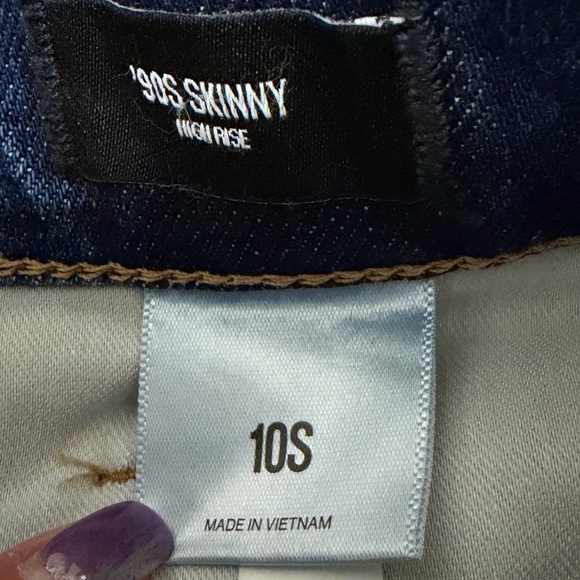 '90S SKINNY
HIGH RISE
10S
MADE IN VIETNAM